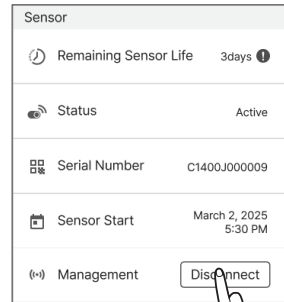 Sensor
Remaining Sensor Life 3days
Status Active
Serial Number C1400J000009
Sensor Start March 2, 2025
5:30 PM
Management Disconnect